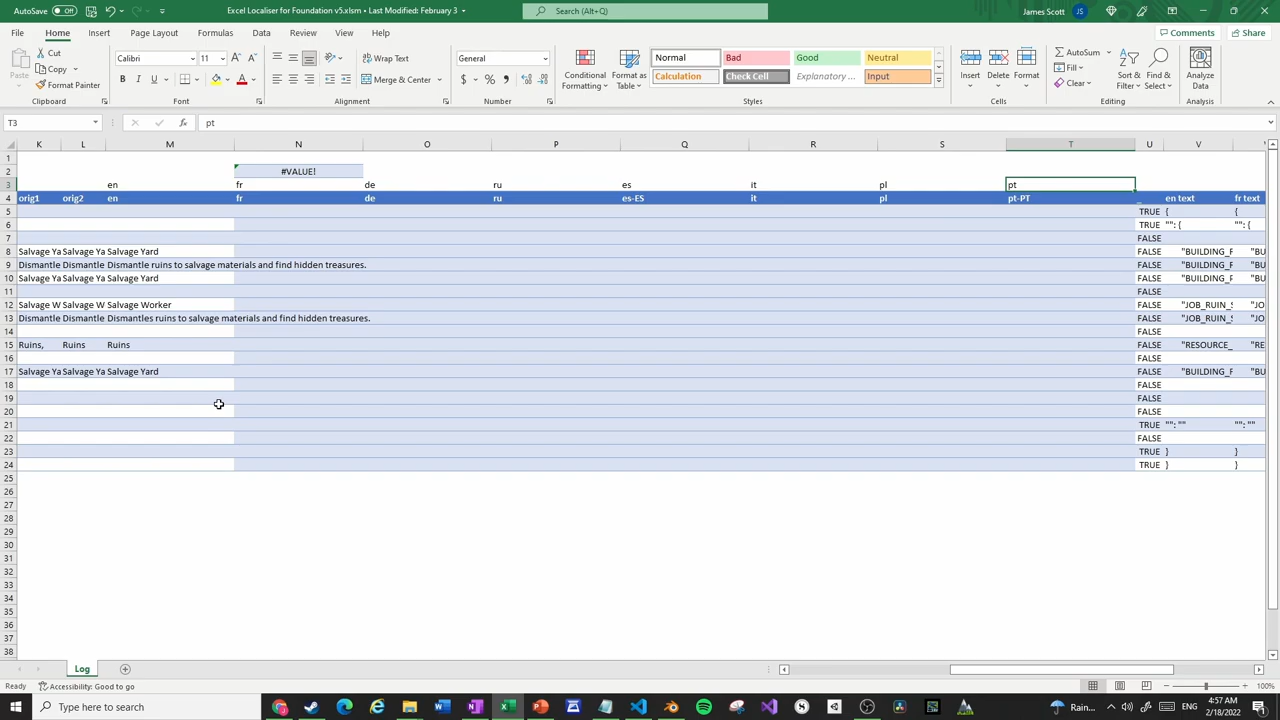 AutoSave Off Excel Localiser for Foundation v5.xlsx • Last Modified: February 3 Search (Alt+Q) James Scott JS
File Home Insert Page Layout Formulas Data Review View Help Comments Share
Paste Cut Copy Format Painter
Calibri 11 B I U
Wrap Text Merge & Center
General $ % 9
Conditional Formatting Format as Table
Normal Bad Good Neutral
Calculation Check Cell Explanatory ... Input
Insert Delete Format
AutoSum Fill Clear
Sort & Filter Find & Select Analyze Data
Clipboard Font Alignment Number Styles Cells Editing Analysis
T3 fx pt
K L M N O P Q R S T U V
1
2 #VALUE!
3 en fr de ru es it pl pt
4 orig1 orig2 en fr de ru es-ES it pl pt-PT _ en text fr text
5 TRUE { {
6 TRUE "": { "": {
7 FALSE
8 Salvage Ya Salvage Ya Salvage Yard FALSE "BUILDING_F "BU
9 Dismantle Dismantle Dismantle ruins to salvage materials and find hidden treasures. FALSE "BUILDING_F "BU
10 Salvage Ya Salvage Ya Salvage Yard FALSE "BUILDING_F "BU
11 FALSE
12 Salvage W Salvage W Salvage Worker FALSE "JOB_RUIN_S "JO
13 Dismantle Dismantle Dismantles ruins to salvage materials and find hidden treasures. FALSE "JOB_RUIN_S "JO
14 FALSE
15 Ruins, Ruins Ruins FALSE "RESOURCE_ "RE
16 FALSE
17 Salvage Ya Salvage Ya Salvage Yard FALSE "BUILDING_F "BU
18 FALSE
19 FALSE
20 FALSE
21 TRUE "": "" "": ""
22 FALSE
23 TRUE } }
24 TRUE } }
25
26
27
28
29
30
31
32
33
34
35
36
37
38
Log
Ready Accessibility: Good to go 100%
Type here to search Rain... 4:57 AM
2/18/2022